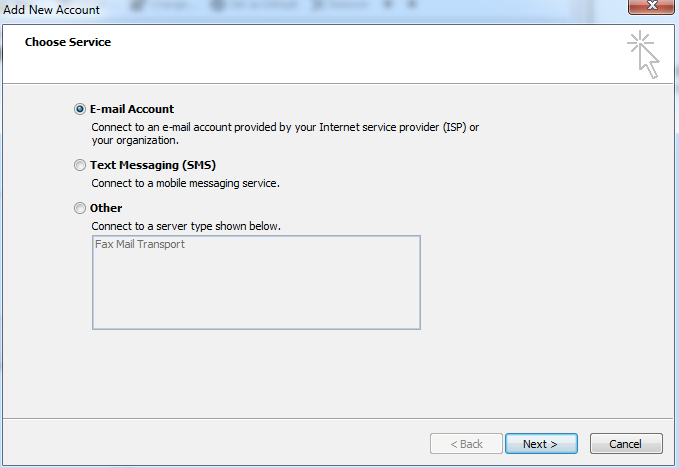 Add New Account
Choose Service
E-mail Account
Connect to an e-mail account provided by your Internet service provider (ISP) or
your organization.
Text Messaging (SMS)
Connect to a mobile messaging service.
Other
Connect to a server type shown below.
Fax Mail Transport
< Back
Next >
Cancel